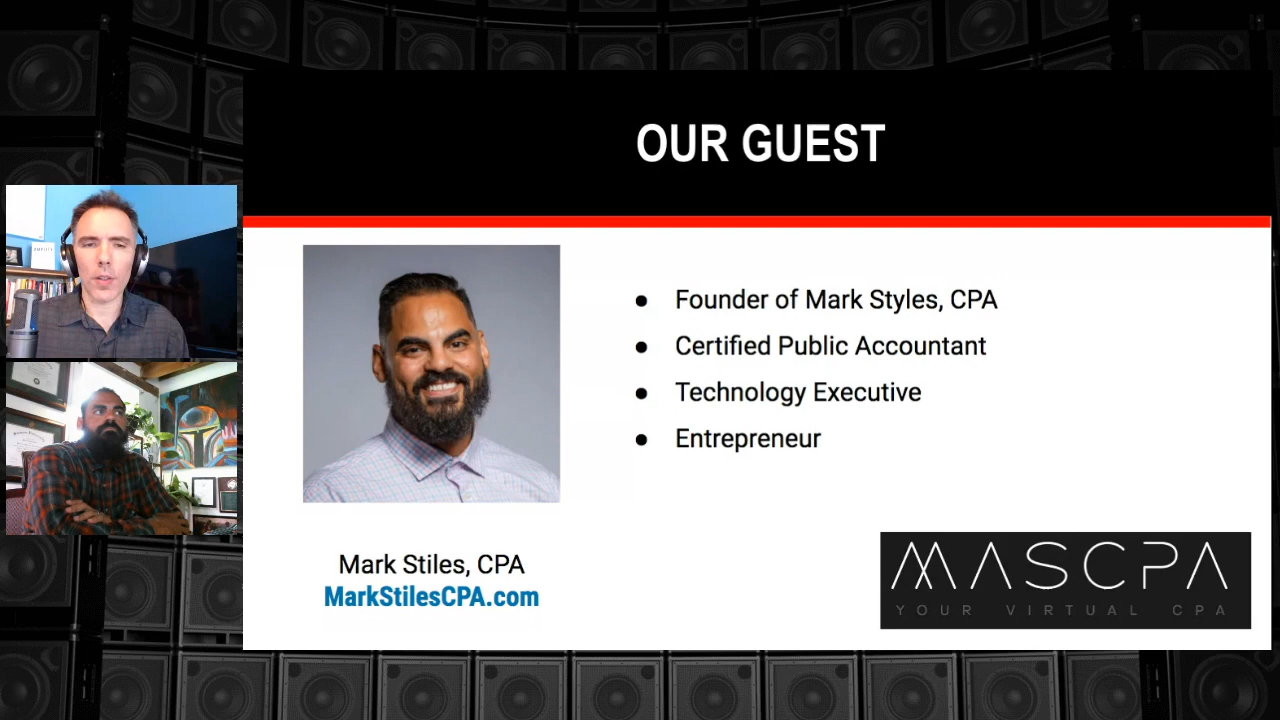 OUR GUEST
● Founder of Mark Styles, CPA
● Certified Public Accountant
● Technology Executive
● Entrepreneur
Mark Stiles, CPA
MarkStilesCPA.com
MASCPA
YOUR VIRTUAL CPA